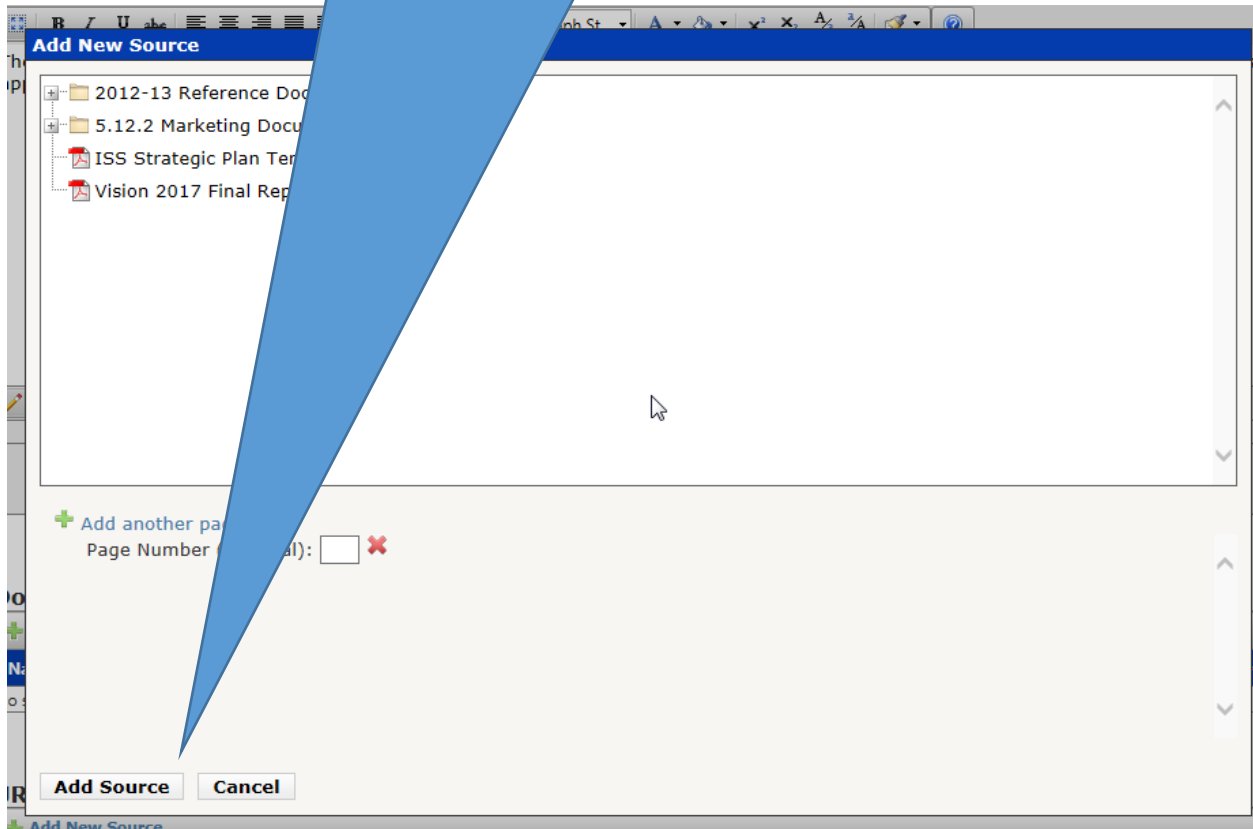 B I U abc
Add New Source
2012-13 Reference Doc
5.12.2 Marketing Docu
ISS Strategic Plan Ter
Vision 2017 Final Rep
Add another pa
Page Number ( al):
Add Source Cancel
Add New Source